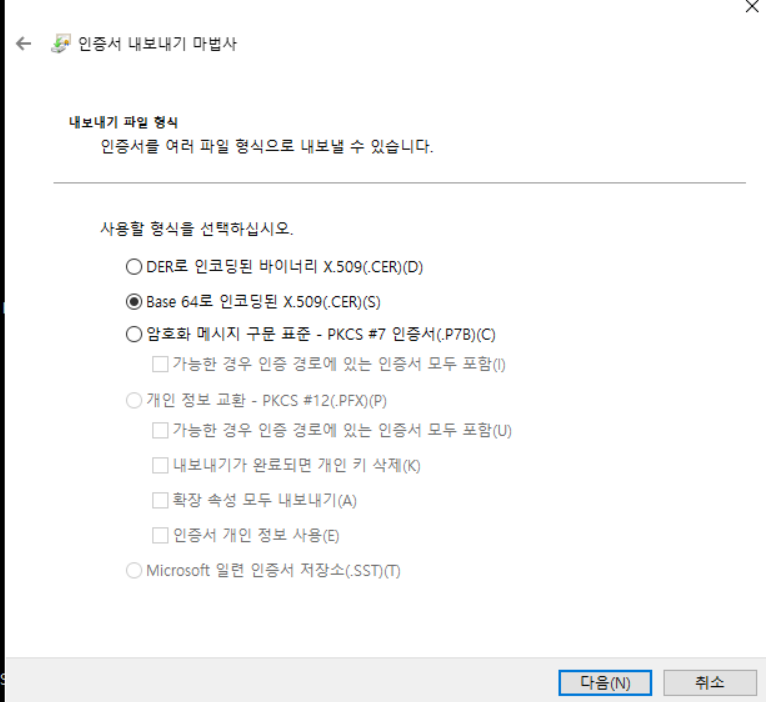 인증서 내보내기 마법사
내보내기 파일 형식
인증서를 여러 파일 형식으로 내보낼 수 있습니다.
사용할 형식을 선택하십시오.
DER로 인코딩된 바이너리 X.509(.CER)(D)
Base 64로 인코딩된 X.509(.CER)(S)
암호화 메시지 구문 표준 - PKCS #7 인증서(.P7B)(C)
가능한 경우 인증 경로에 있는 인증서 모두 포함(I)
개인 정보 교환 - PKCS #12(.PFX)(P)
가능한 경우 인증 경로에 있는 인증서 모두 포함(U)
내보내기가 완료되면 개인 키 삭제(K)
확장 속성 모두 내보내기(A)
인증서 개인 정보 사용(E)
Microsoft 일련 인증서 저장소(.SST)(T)
다음(N) 취소